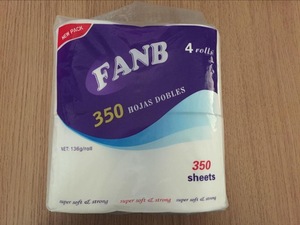 NEW PACK
FANB
4 rolls
350 HOJAS DOBLES
NET: 136g/roll
350
sheets
super soft & strong super soft & strong super soft & strong